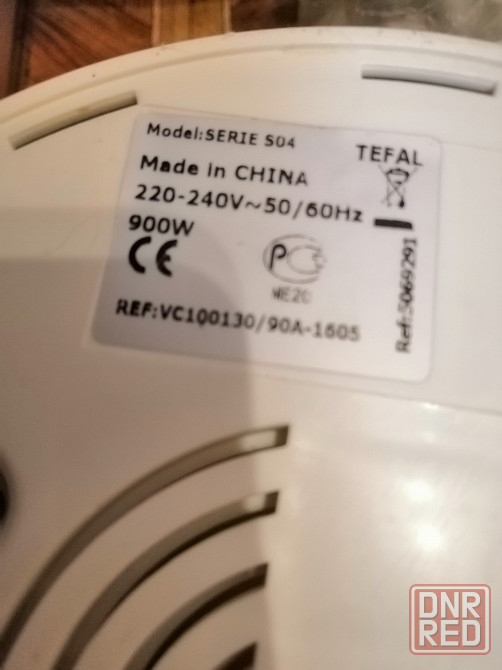 Model:SERIE S04
TEFAL
Made in CHINA
220-240V~50/60Hz
900W
CE
PC
ME20
REF:VC100130/90A-1605
Ref:5069291
DNR
RED